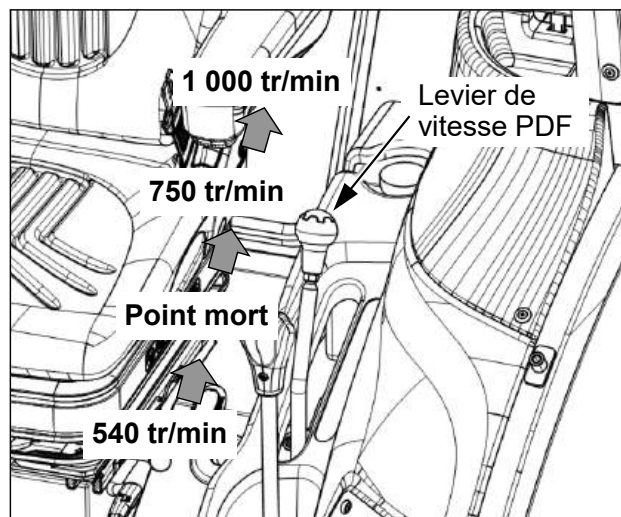 1 000 tr/min
Levier de
vitesse PDF
750 tr/min
Point mort
540 tr/min